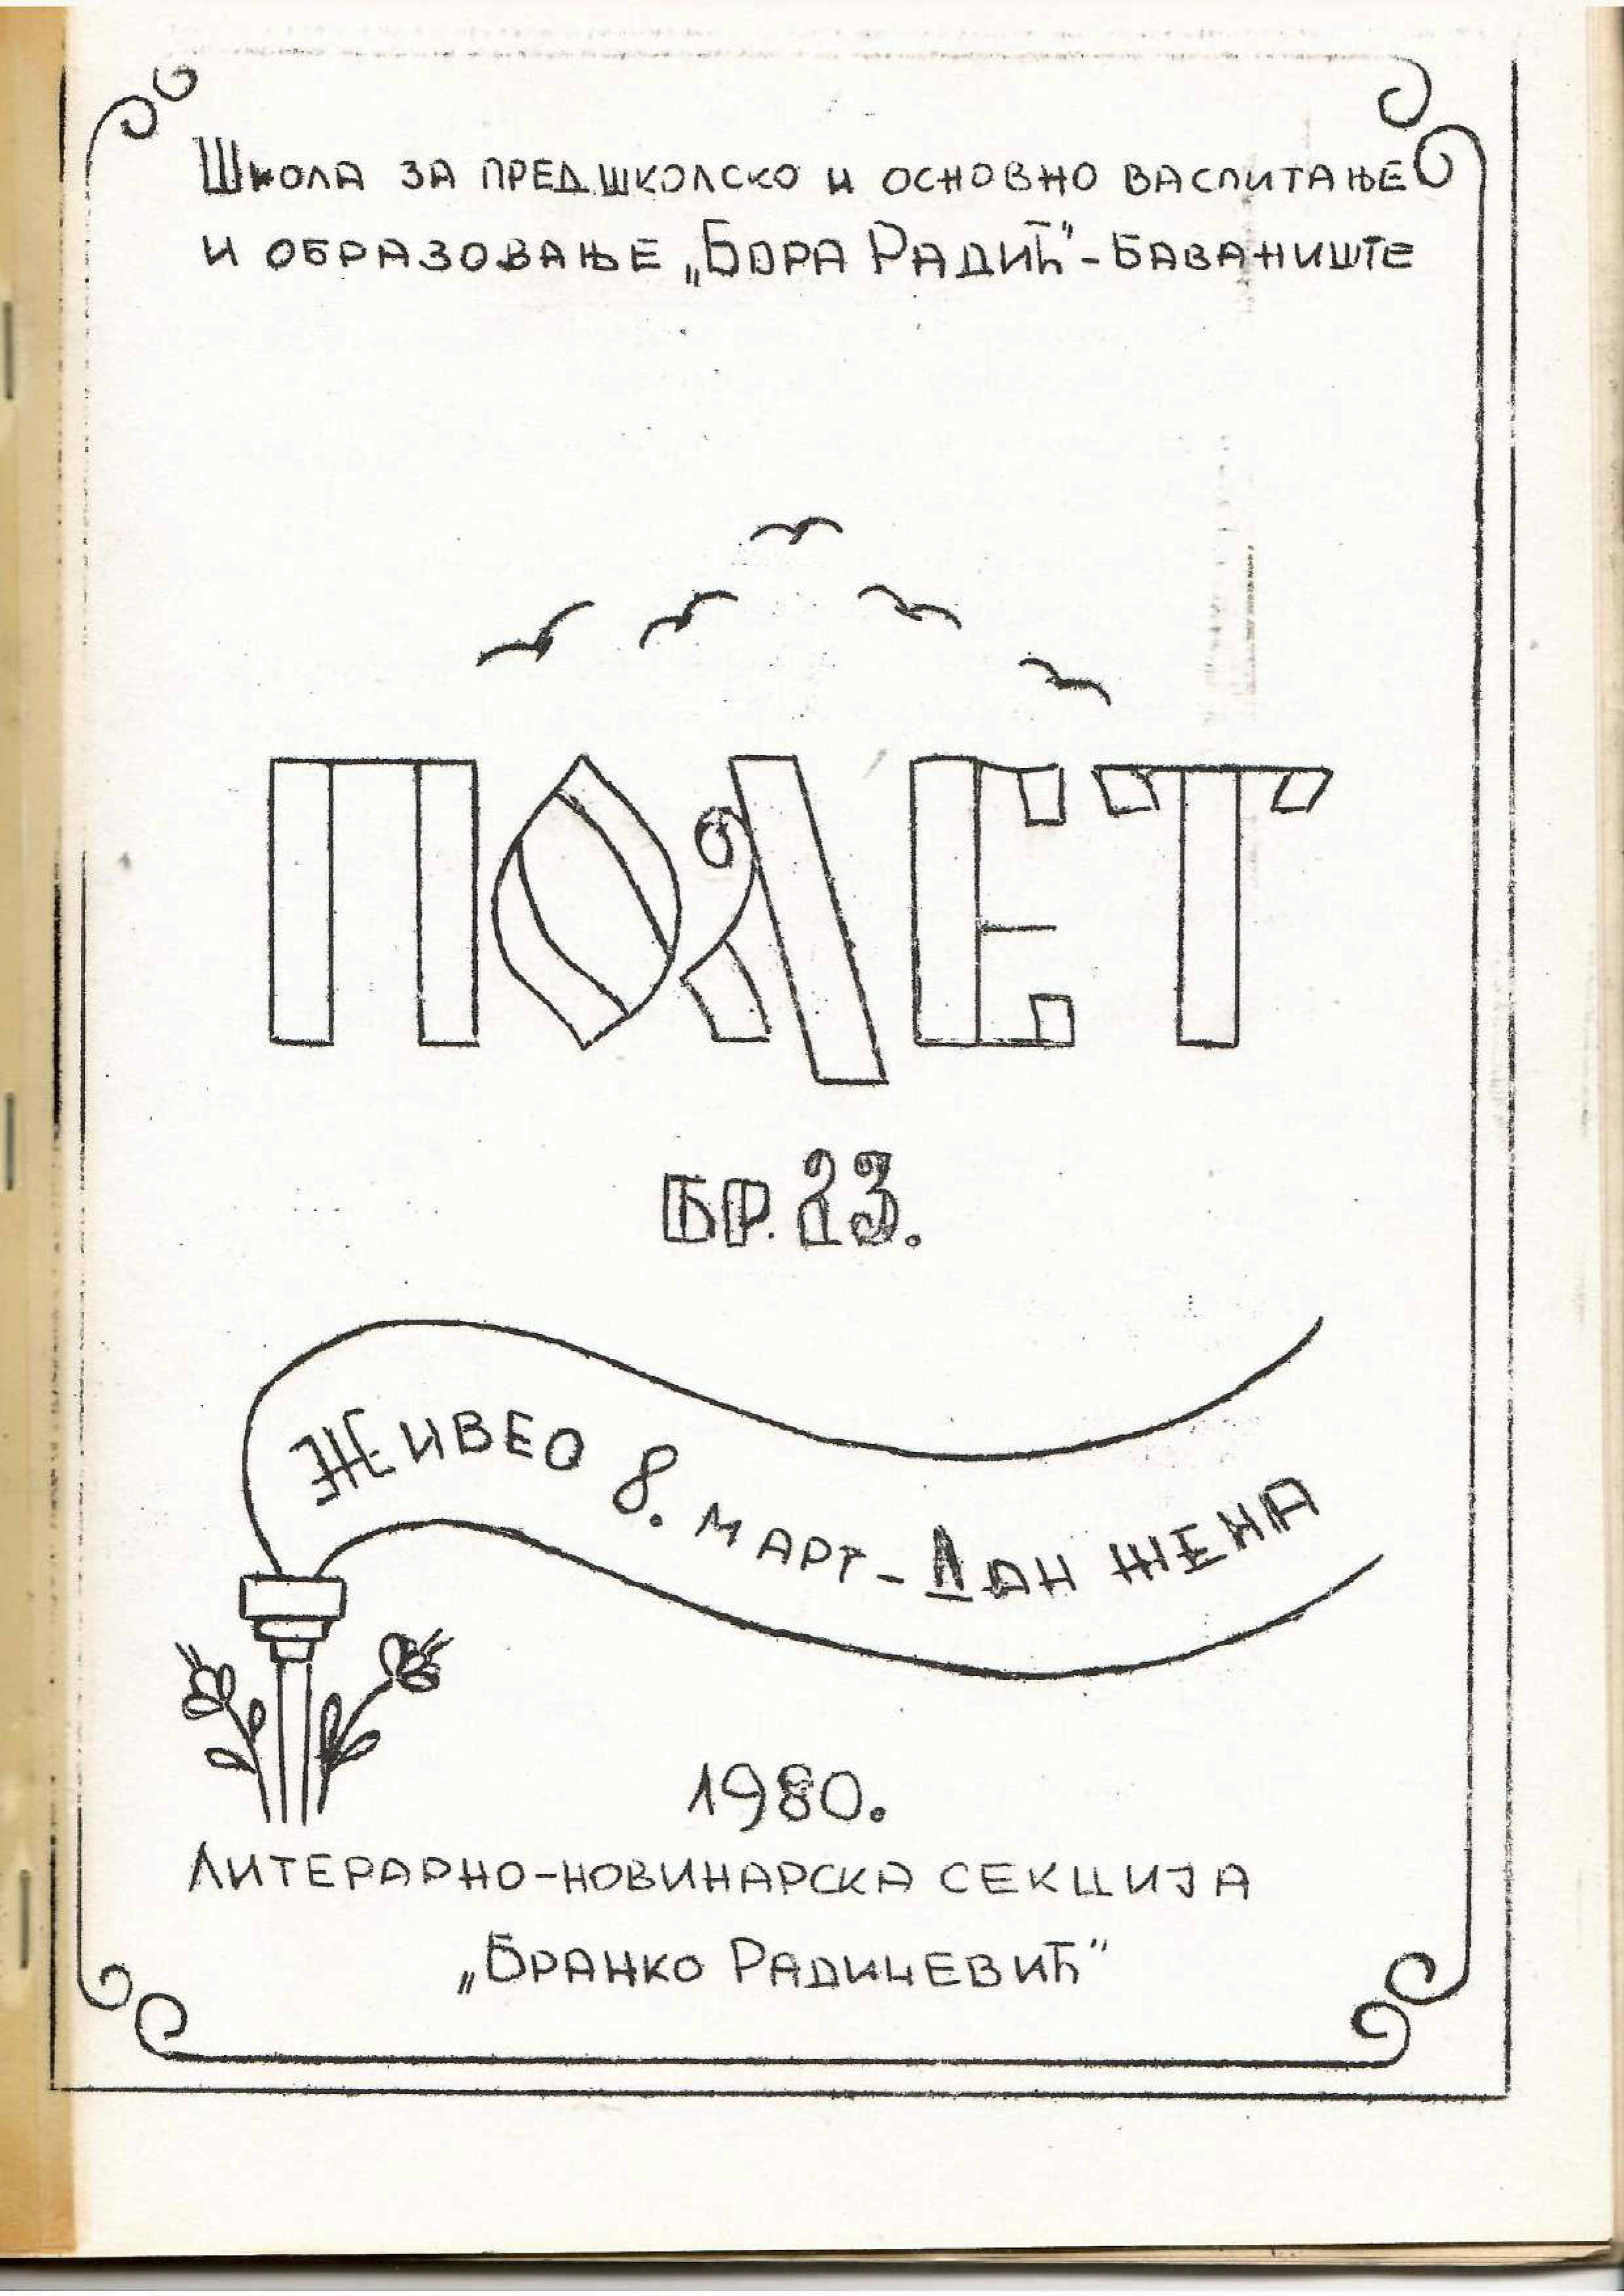 Школа за предшколско и основно васпитање
и образовање „Бора Радић" - Баваниште
ПОЛЕТ
БР. 23.
Живео 8. март - Дан жена
1980.
Литерарно-новинарска секција
„Бранко Радичевић"